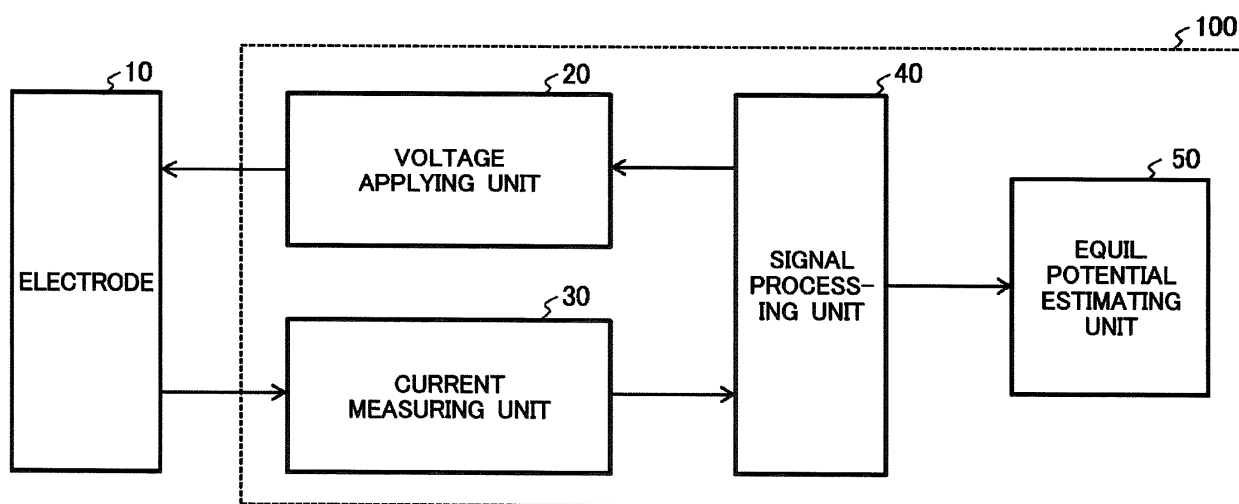 100
10
20
40
VOLTAGE
APPLYING UNIT
50
ELECTRODE
SIGNAL
PROCESS-
ING UNIT
EQUIL
POTENTIAL
ESTIMATING
UNIT
30
CURRENT
MEASURING UNIT